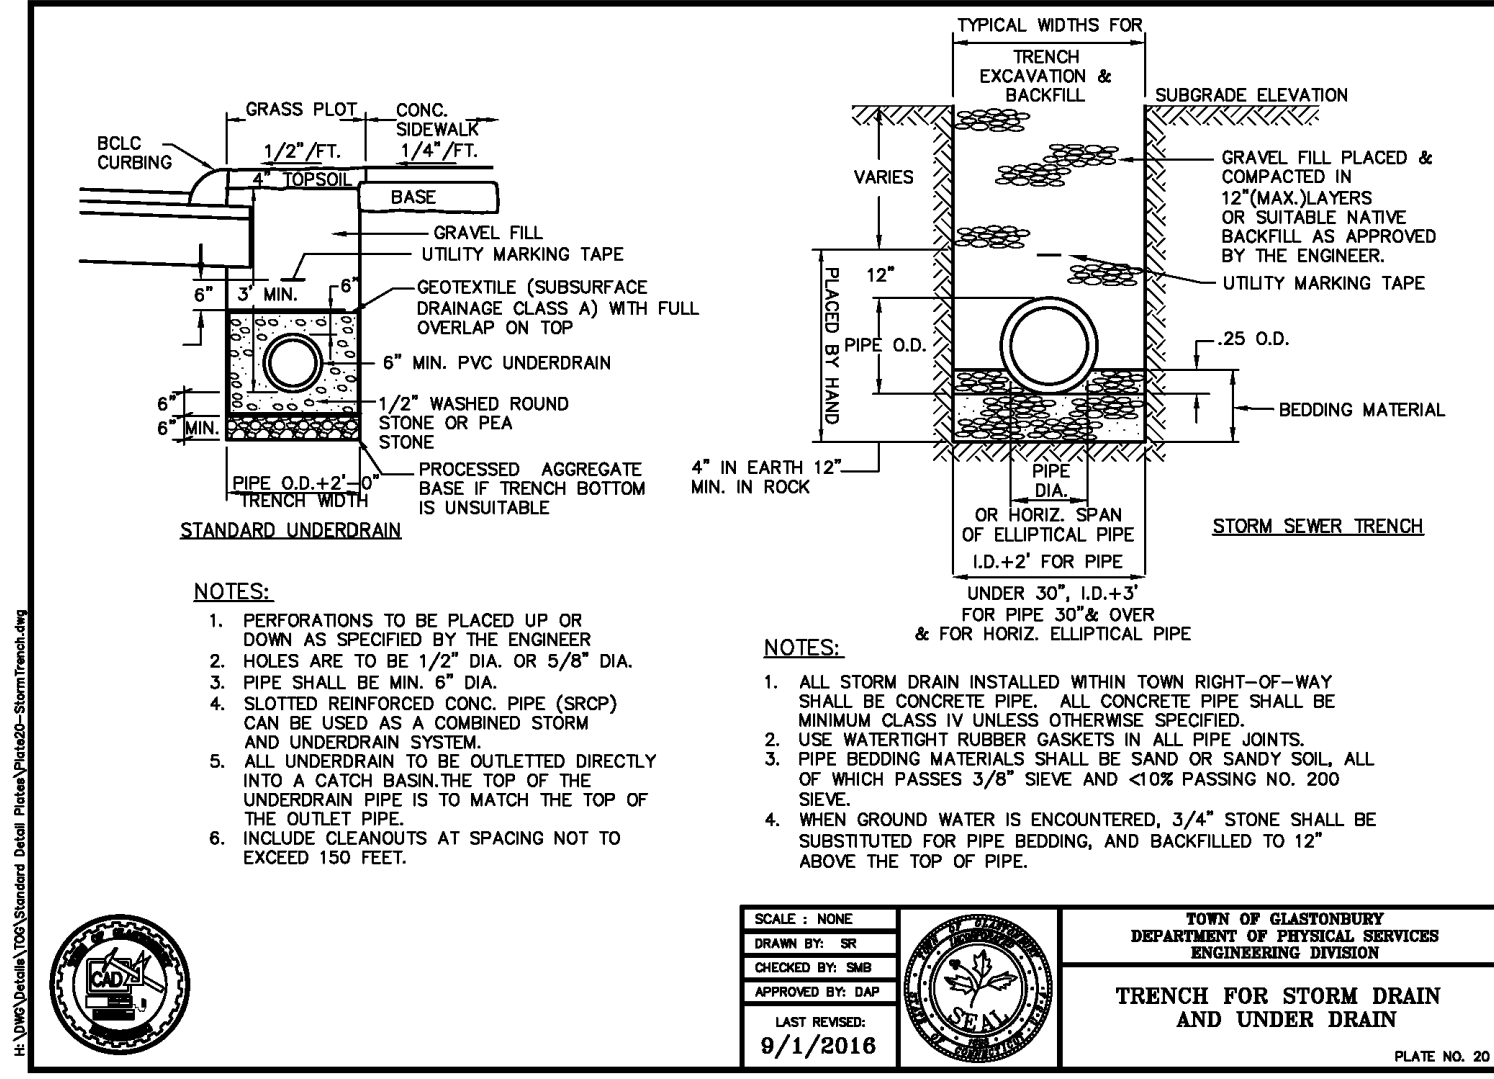 GRASS PLOT
CONC.
SIDEWALK
BCLC
CURBING
1/2"/FT.
1/4"/FT.
4" TOPSOIL
BASE
GRAVEL FILL
UTILITY MARKING TAPE
6"
3' MIN.
6"
GEOTEXTILE (SUBSURFACE
DRAINAGE CLASS A) WITH FULL
OVERLAP ON TOP
6" MIN. PVC UNDERDRAIN
6"
1/2" WASHED ROUND
STONE OR PEA
STONE
6" MIN.
PROCESSED AGGREGATE
BASE IF TRENCH BOTTOM
IS UNSUITABLE
PIPE O.D.+2'-0"
TRENCH WIDTH
STANDARD UNDERDRAIN
NOTES:
1. PERFORATIONS TO BE PLACED UP OR
DOWN AS SPECIFIED BY THE ENGINEER
2. HOLES ARE TO BE 1/2" DIA. OR 5/8" DIA.
3. PIPE SHALL BE MIN. 6" DIA.
4. SLOTTED REINFORCED CONC. PIPE (SRCP)
CAN BE USED AS A COMBINED STORM
AND UNDERDRAIN SYSTEM.
5. ALL UNDERDRAIN TO BE OUTLETTED DIRECTLY
INTO A CATCH BASIN.THE TOP OF THE
UNDERDRAIN PIPE IS TO MATCH THE TOP OF
THE OUTLET PIPE.
6. INCLUDE CLEANOUTS AT SPACING NOT TO
EXCEED 150 FEET.
TYPICAL WIDTHS FOR
TRENCH
EXCAVATION &
BACKFILL
SUBGRADE ELEVATION
VARIES
GRAVEL FILL PLACED &
COMPACTED IN
12"(MAX.)LAYERS
OR SUITABLE NATIVE
BACKFILL AS APPROVED
BY THE ENGINEER.
UTILITY MARKING TAPE
12"
PLACED BY HAND
PIPE O.D.
.25 O.D.
BEDDING MATERIAL
4" IN EARTH 12"
MIN. IN ROCK
PIPE
DIA.
OR HORIZ. SPAN
OF ELLIPTICAL PIPE
I.D.+2' FOR PIPE
UNDER 30", I.D.+3'
FOR PIPE 30"& OVER
& FOR HORIZ. ELLIPTICAL PIPE
STORM SEWER TRENCH
NOTES:
1. ALL STORM DRAIN INSTALLED WITHIN TOWN RIGHT-OF-WAY
SHALL BE CONCRETE PIPE. ALL CONCRETE PIPE SHALL BE
MINIMUM CLASS IV UNLESS OTHERWISE SPECIFIED.
2. USE WATERTIGHT RUBBER GASKETS IN ALL PIPE JOINTS.
3. PIPE BEDDING MATERIALS SHALL BE SAND OR SANDY SOIL, ALL
OF WHICH PASSES 3/8" SIEVE AND <10% PASSING NO. 200
SIEVE.
4. WHEN GROUND WATER IS ENCOUNTERED, 3/4" STONE SHALL BE
SUBSTITUTED FOR PIPE BEDDING, AND BACKFILLED TO 12"
ABOVE THE TOP OF PIPE.
H:\DWG\Details\TOG\Standard Detail Plates\Plate20-StormTrench.dwg
TOWN OF GLASTONBURY
CAD
SCALE : NONE
DRAWN BY: SR
CHECKED BY: SMB
APPROVED BY: DAP
LAST REVISED:
9/1/2016
TOWN OF GLASTONBURY
INCORPORATED
SEAL
STATE OF CONNECTICUT
TOWN OF GLASTONBURY
DEPARTMENT OF PHYSICAL SERVICES
ENGINEERING DIVISION
TRENCH FOR STORM DRAIN
AND UNDER DRAIN
PLATE NO. 20